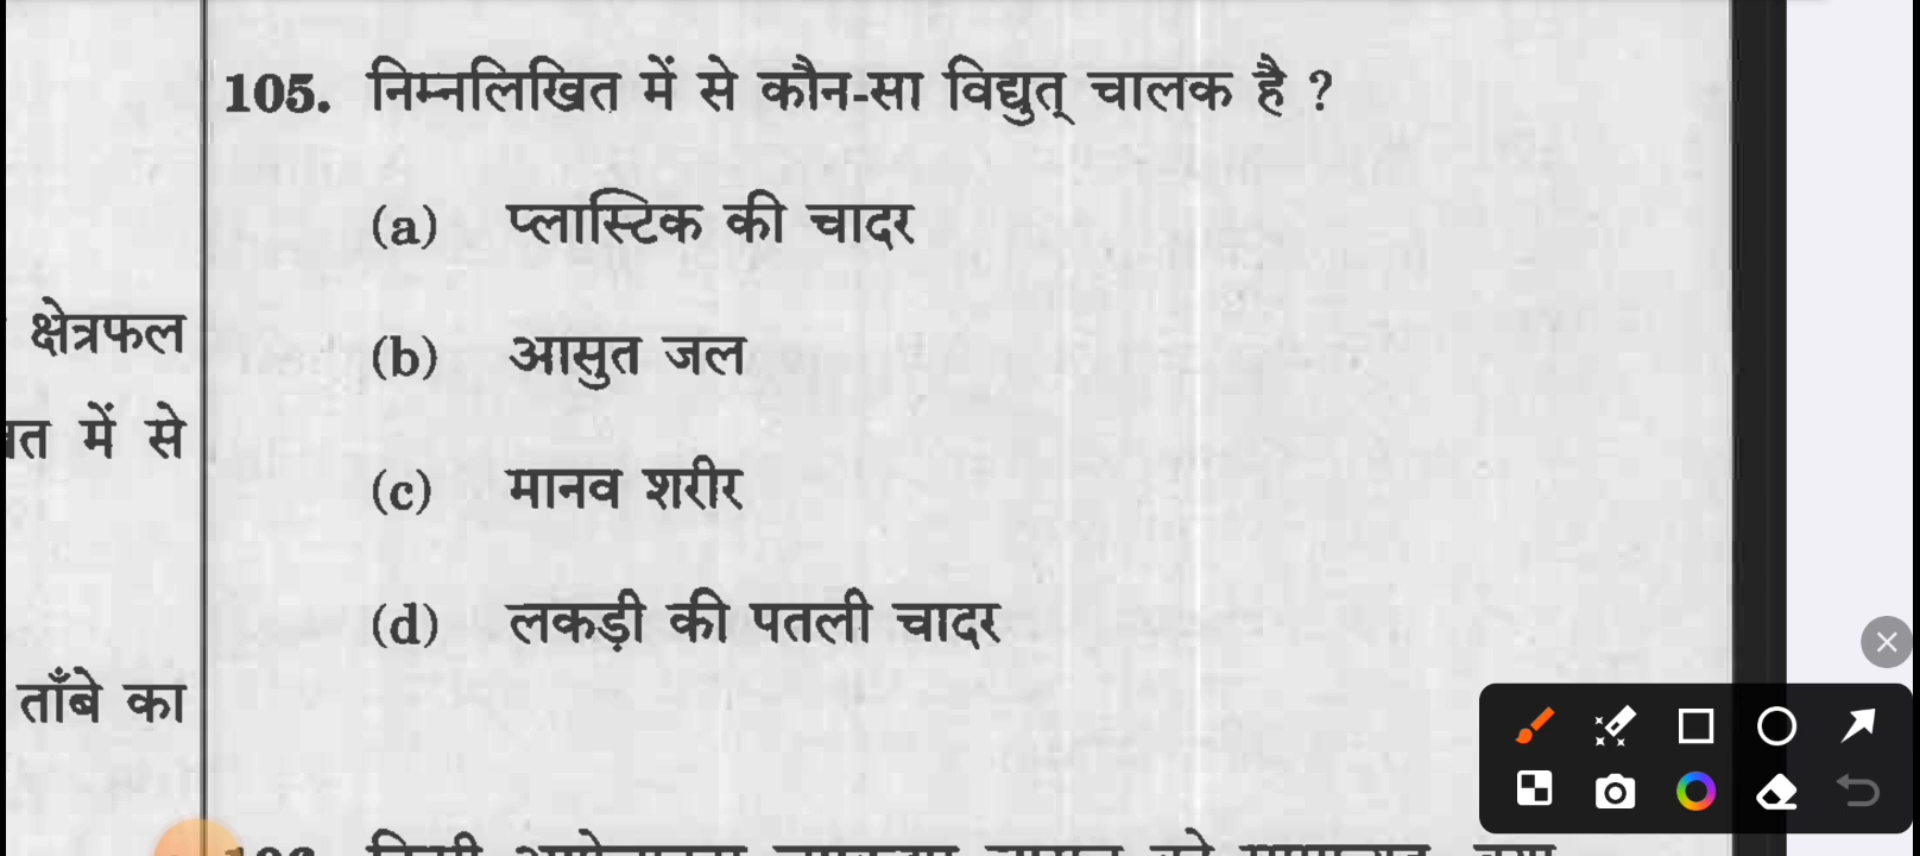 105. निम्नलिखित में से कौन-सा विद्युत् चालक है ?
(a) प्लास्टिक की चादर
(b) आसुत जल
(c) मानव शरीर
(d) लकड़ी की पतली चादर
क्षेत्रफल
में से
ताँबे का